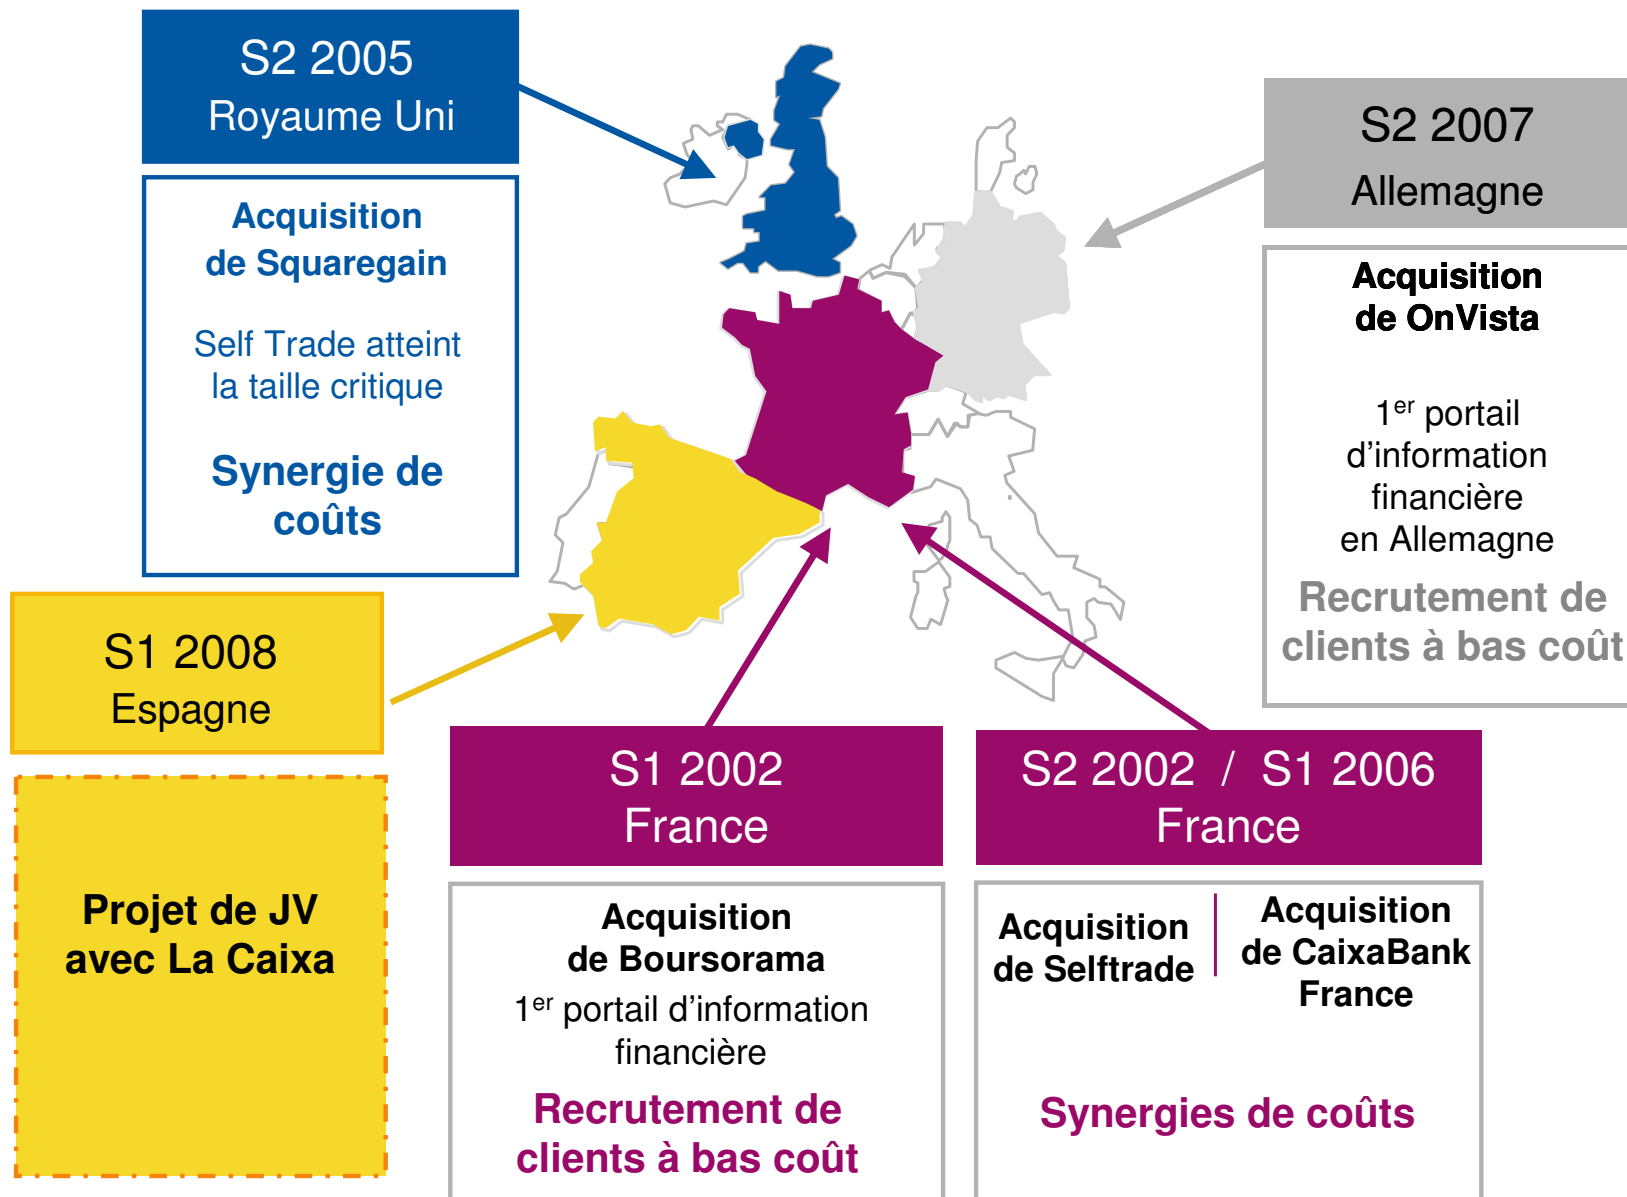 S2 2005
Royaume Uni
Acquisition
de Squaregain
Self Trade atteint
la taille critique
Synergie de
coûts
S2 2007
Allemagne
Acquisition
de OnVista
1er portail
d’information
financière
en Allemagne
Recrutement de
clients à bas coût
S1 2008
Espagne
Projet de JV
avec La Caixa
S1 2002
France
Acquisition
de Boursorama
1er portail d’information
financière
Recrutement de
clients à bas coût
S2 2002 / S1 2006
France
Acquisition
de Selftrade
Acquisition
de CaixaBank
France
Synergies de coûts